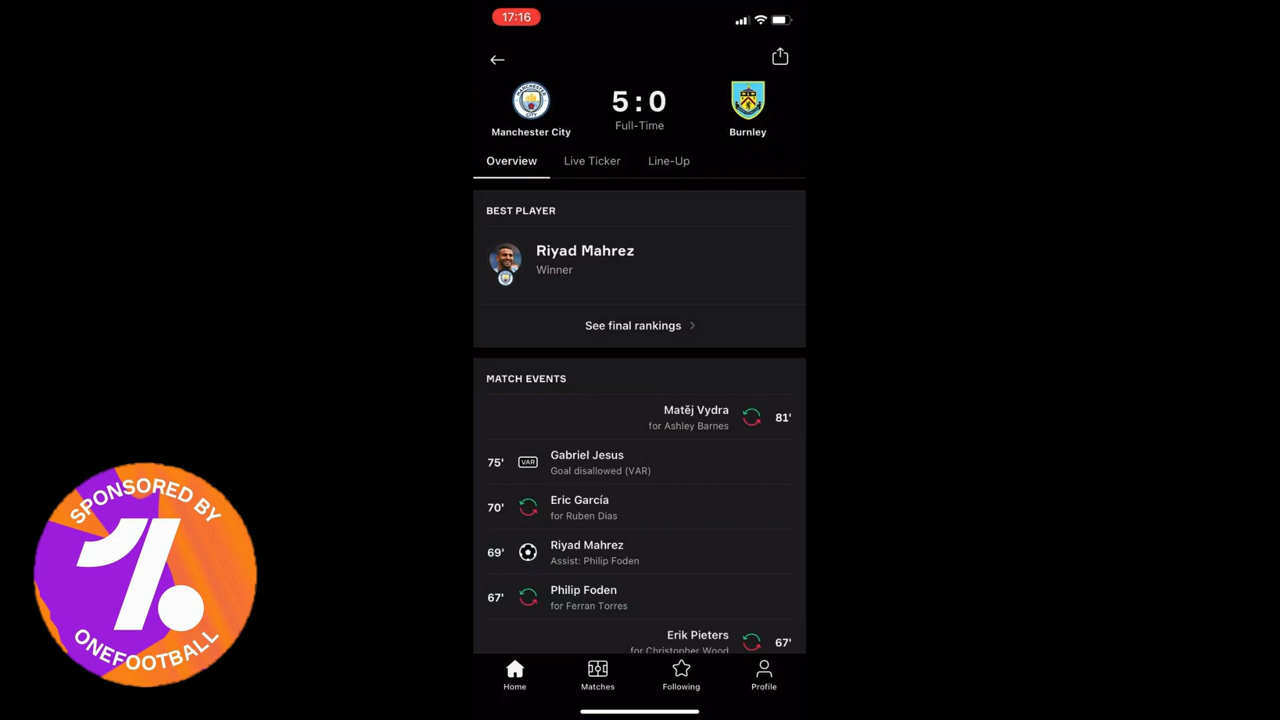 17:16
5 : 0
Full-Time
Manchester City
Burnley
Overview
Live Ticker
Line-Up
BEST PLAYER
Riyad Mahrez
Winner
See final rankings
MATCH EVENTS
Matěj Vydra
for Ashley Barnes
81'
75'
VAR
Gabriel Jesus
Goal disallowed (VAR)
70'
Eric García
for Ruben Dias
69'
Riyad Mahrez
Assist: Philip Foden
67'
Philip Foden
for Ferran Torres
Erik Pieters
for Christopher Wood
67'
Home
Matches
Following
Profile
SPONSORED BY
ONEFOOTBALL